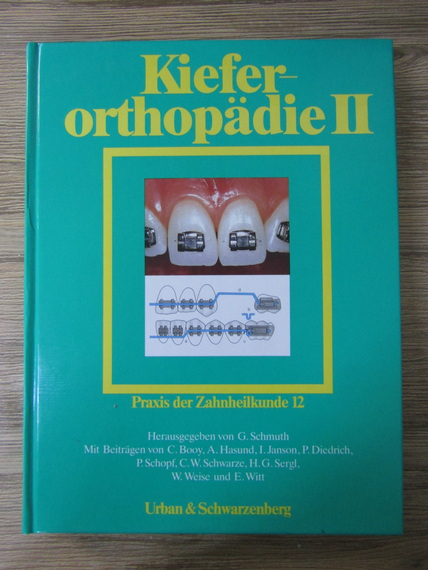 Kiefer-
orthopädie II
Praxis der Zahnheilkunde 12
Herausgegeben von G. Schmuth
Mit Beiträgen von C. Booy, A. Hasund, I. Janson, P. Diedrich,
P. Schopf, C. W. Schwarze, H. G. Sergl,
W. Weise und E. Witt
Urban & Schwarzenberg